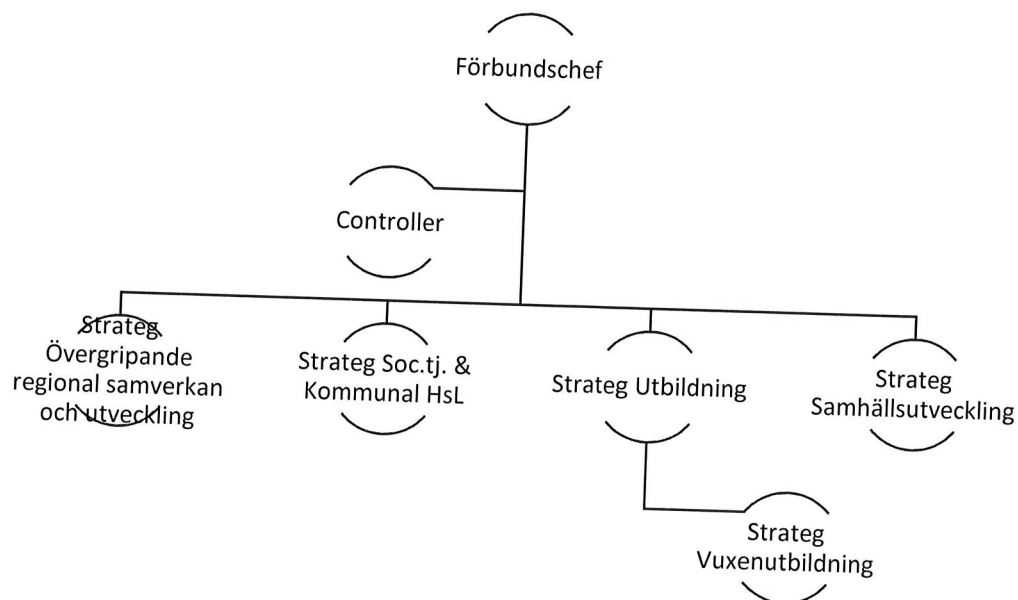 Förbundschef
Controller
Strateg
Övergripande
regional samverkan
och utveckling
Strateg Soc.tj. &
Kommunal HsL
Strateg Utbildning
Strateg
Samhällsutveckling
Strateg
Vuxenutbildning